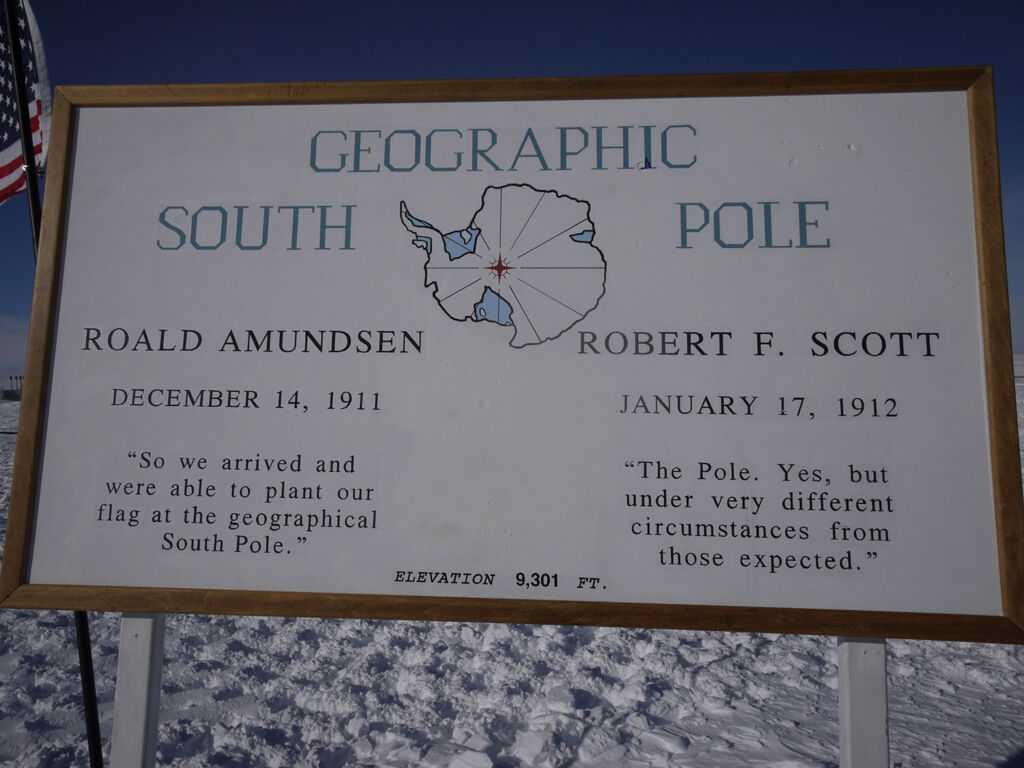 GEOGRAPHIC
SOUTH POLE
ROALD AMUNDSEN
DECEMBER 14, 1911
“So we arrived and
were able to plant our
flag at the geographical
South Pole.”
ROBERT F. SCOTT
JANUARY 17, 1912
“The Pole. Yes, but
under very different
circumstances from
those expected.”
ELEVATION 9,301 FT.